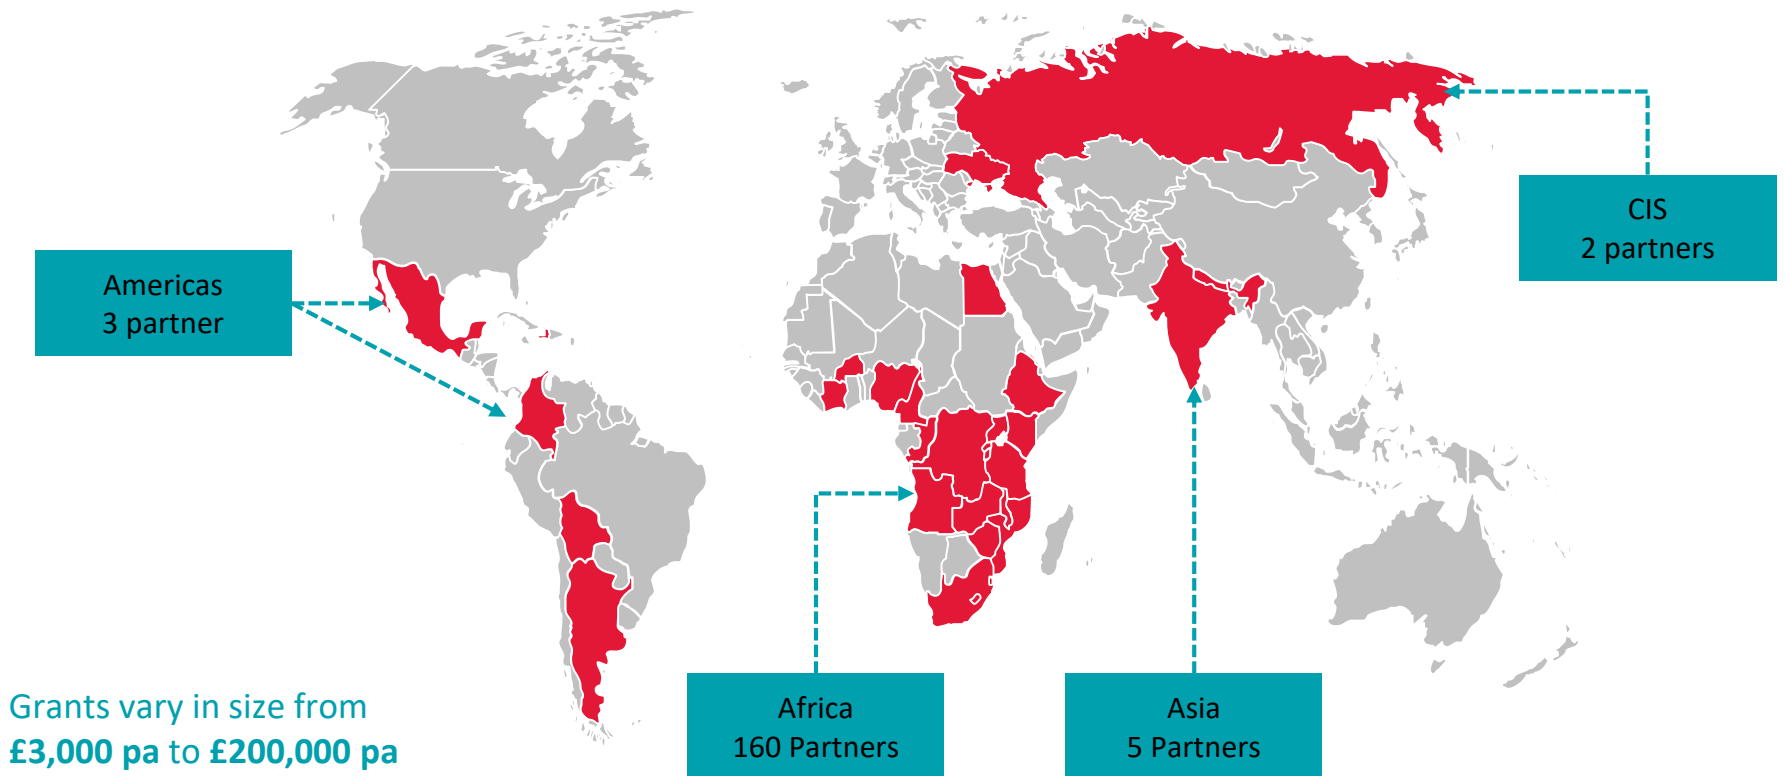 CIS
2 partners
Americas
3 partner
Africa
160 Partners
Asia
5 Partners
Grants vary in size from
£3,000 pa to £200,000 pa